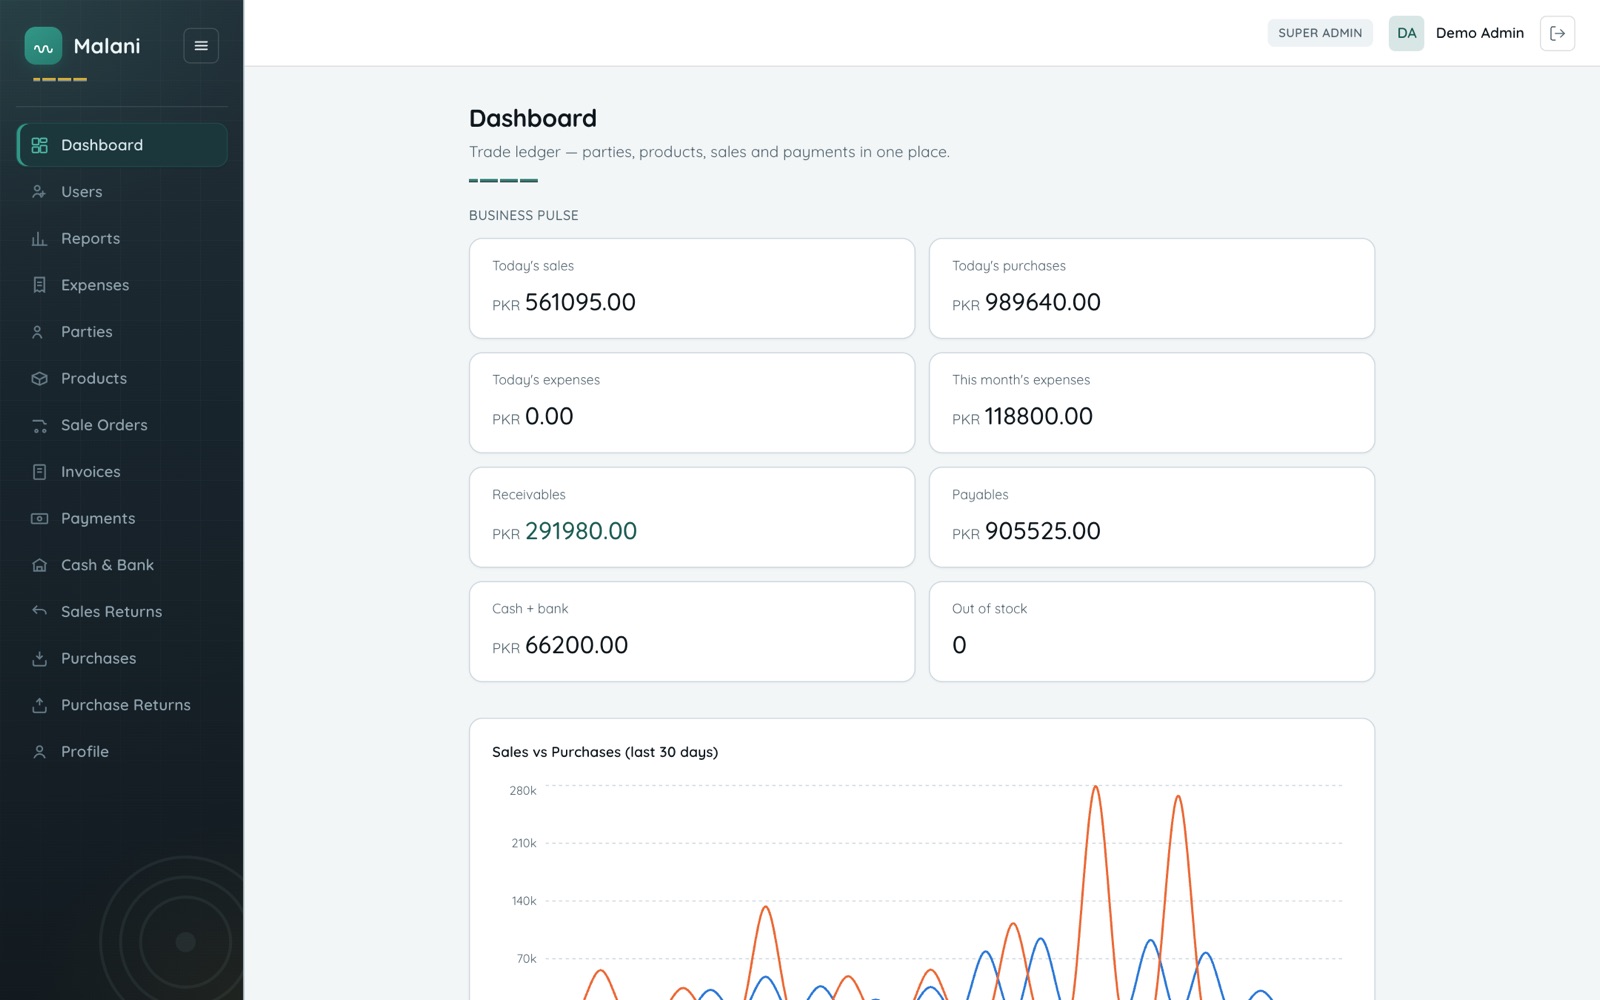 Malani
SUPER ADMIN
DA
Demo Admin
Dashboard
Users
Reports
Expenses
Parties
Products
Sale Orders
Invoices
Payments
Cash & Bank
Sales Returns
Purchases
Purchase Returns
Profile
Dashboard
Trade ledger — parties, products, sales and payments in one place.
BUSINESS PULSE
Today's sales
PKR 561095.00
Today's purchases
PKR 989640.00
Today's expenses
PKR 0.00
This month's expenses
PKR 118800.00
Receivables
PKR 291980.00
Payables
PKR 905525.00
Cash + bank
PKR 66200.00
Out of stock
0
Sales vs Purchases (last 30 days)
280k
210k
140k
70k